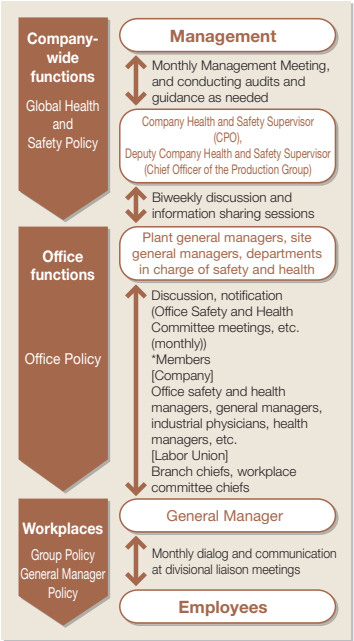 Company-
wide
functions
Global Health
and
Safety Policy
Management
Monthly Management Meeting,
and conducting audits and
guidance as needed
Company Health and Safety Supervisor
(CPO),
Deputy Company Health and Safety Supervisor
(Chief Officer of the Production Group)
Biweekly discussion and
information sharing sessions
Office
functions
Office Policy
Plant general managers, site
general managers, departments
in charge of safety and health
Discussion, notification
(Office Safety and Health
Committee meetings, etc.
(monthly))
*Members
[Company]
Office safety and health
managers, general managers,
industrial physicians, health
managers, etc.
[Labor Union]
Branch chiefs, workplace
committee chiefs
Workplaces
Group Policy
General Manager
Policy
General Manager
Monthly dialog and communication
at divisional liaison meetings
Employees